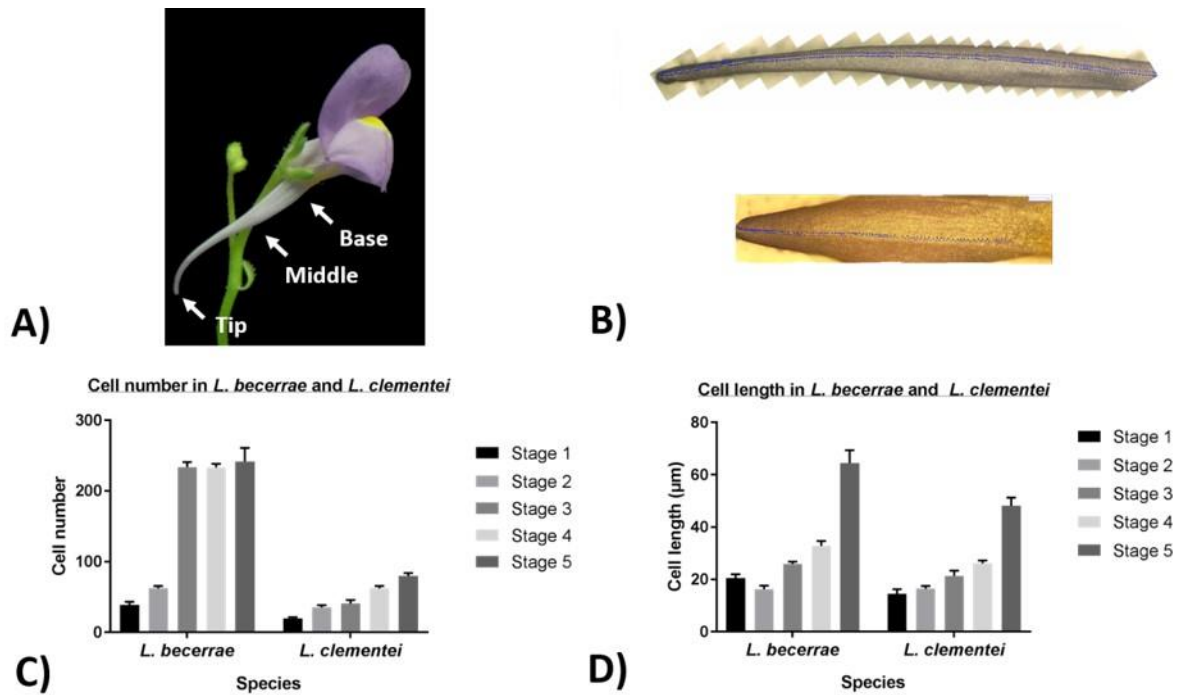 Base
Middle
Tip
A)
B)
Cell number in L. becerrae and L. clementei
300
200
100
0
Cell number
L. becerrae
L. clementei
Species
Stage 1
Stage 2
Stage 3
Stage 4
Stage 5
C)
Cell length in L. becerrae and L. clementei
80
60
40
20
0
Cell length (µm)
L. becerrae
L. clementei
Species
Stage 1
Stage 2
Stage 3
Stage 4
Stage 5
D)